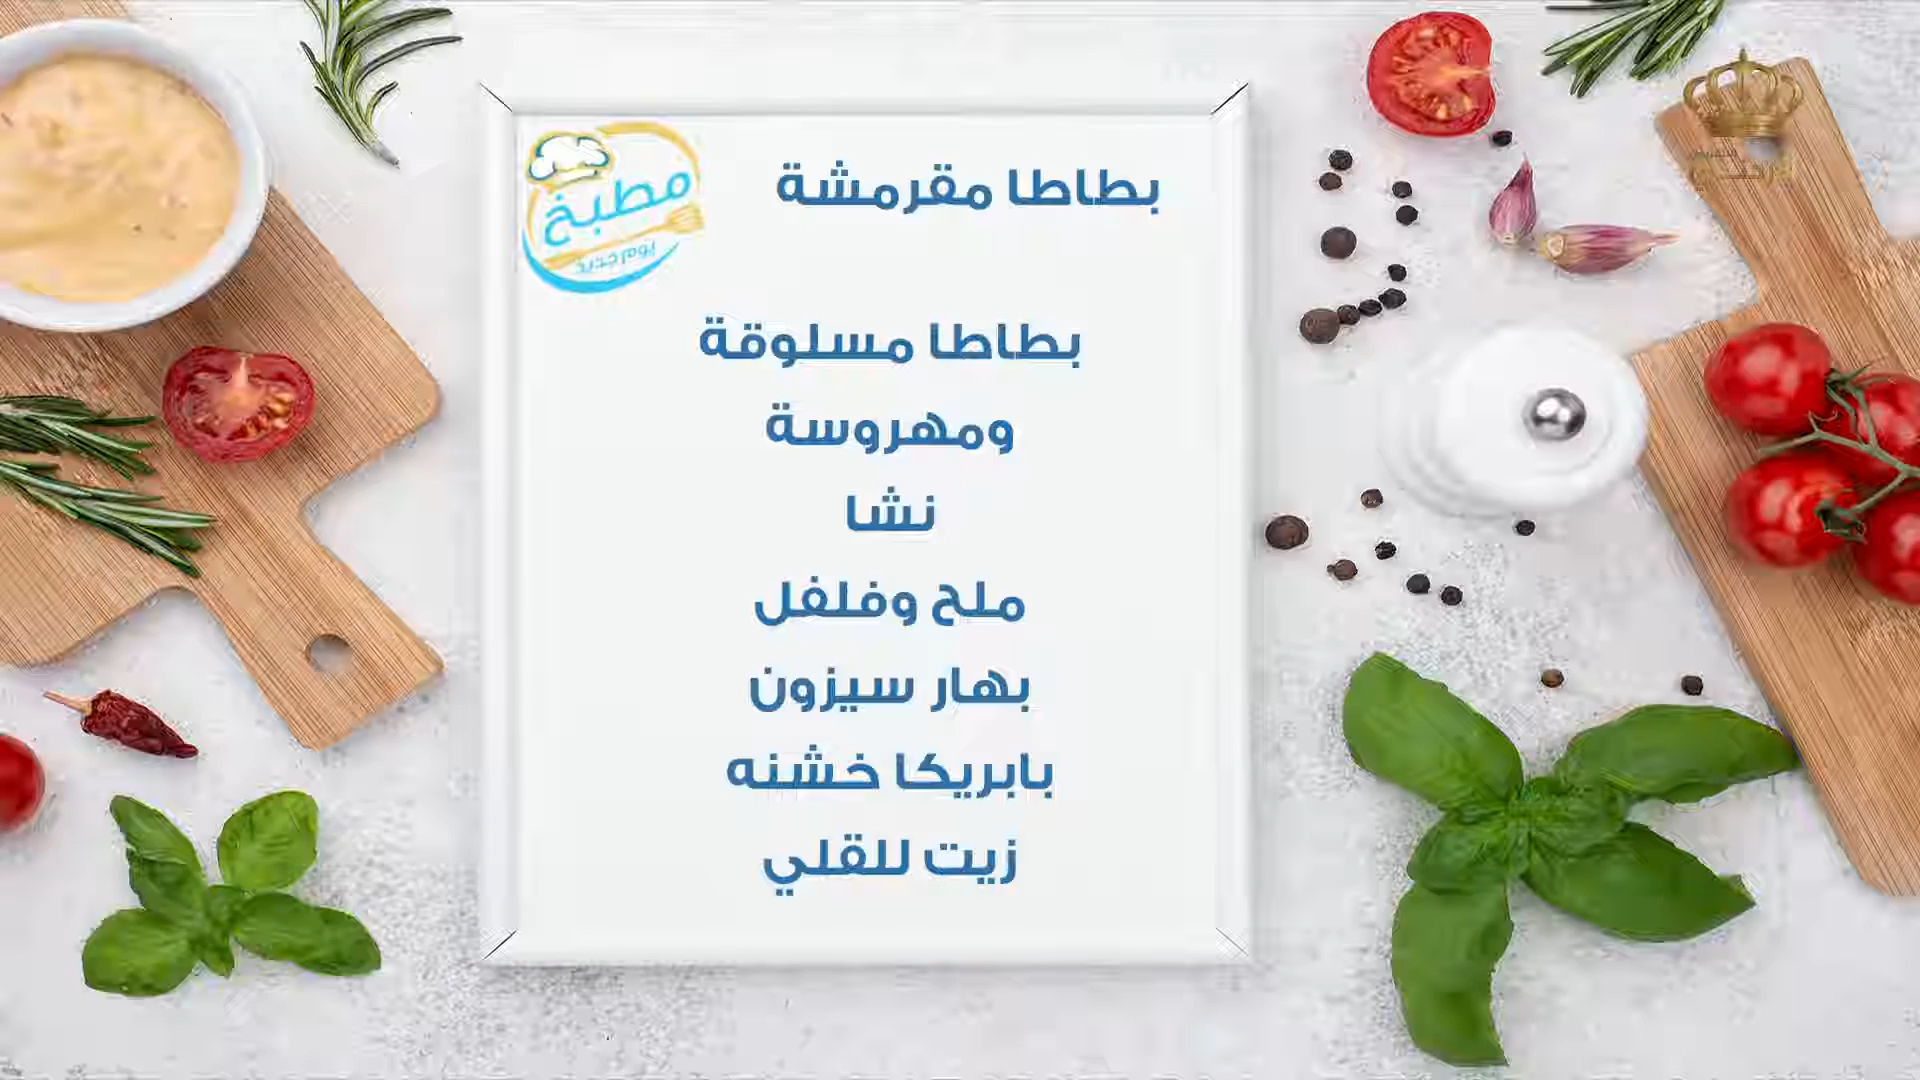 بطاطا مقرمشة
مطبخ
يوم جديد
بطاطا مسلوقة
ومهروسة
نشا
ملح وفلفل
بهار سيزون
بابريكا خشنه
زيت للقلي